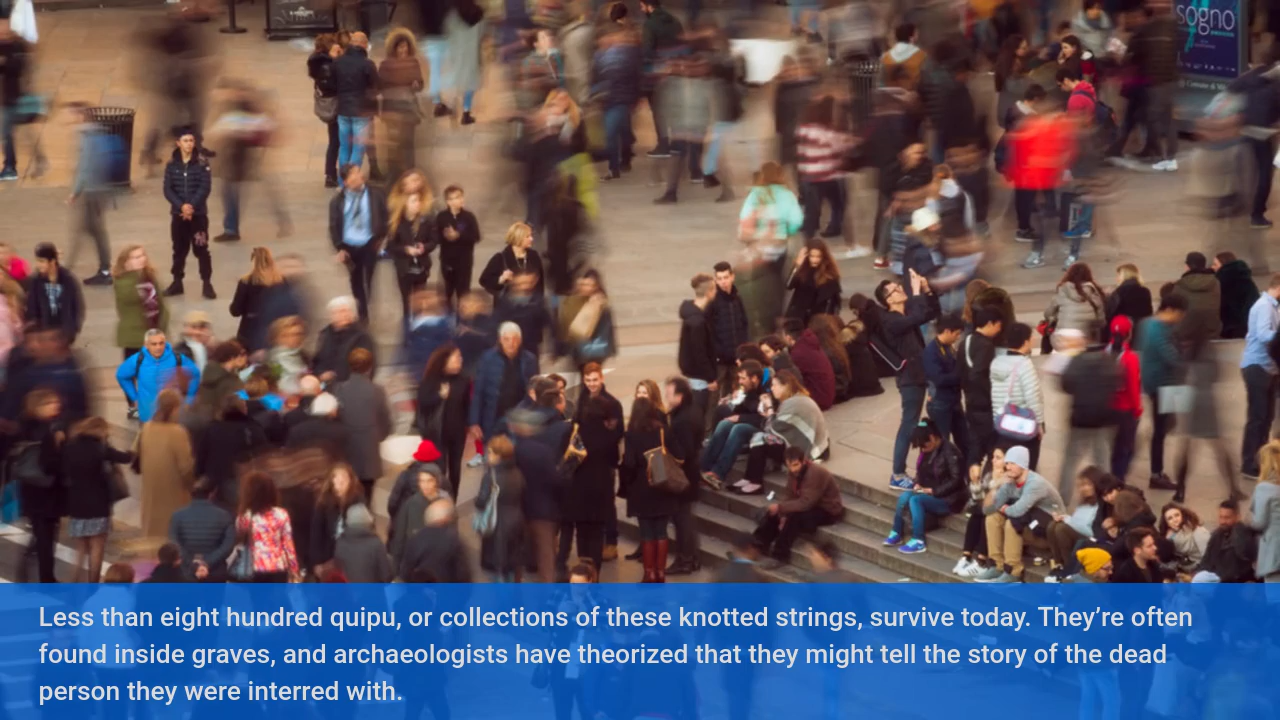 sogno
Less than eight hundred quipu, or collections of these knotted strings, survive today. They’re often
found inside graves, and archaeologists have theorized that they might tell the story of the dead
person they were interred with.